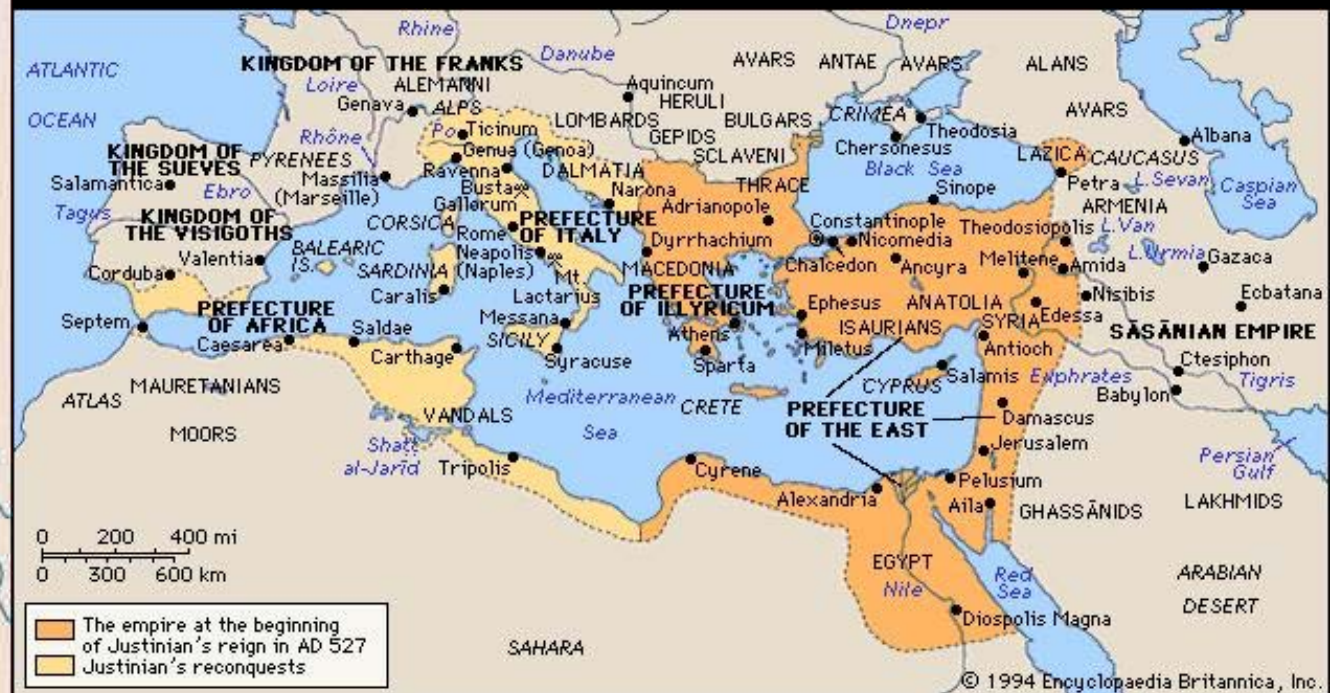 Rhine
Dnepr
ATLANTIC
OCEAN
KINGDOM OF THE FRANKS
Danube
AVARS
ANTAE
AVARS
ALANS
Loire
ALEMANNI
Aquincum
HERULI
AVARS
Genava
ALPS
LOMBARDS
BULGARS
CRIMEA
Po
Ticinum
GEPIDS
Theodosia
Albana
Rhône
Genua (Genoa)
SCLAVENI
Chersonesus
KINGDOM OF
THE SUEVES
PYRENEES
Ravenna
DALMATIA
Black Sea
LAZICA
CAUCASUS
Salamantica
Ebro
Massilia
(Marseille)
Busta
Gallorum
Narona
THRACE
Sinope
Petra
L. Sevan
Caspian
Sea
Tagus
CORSICA
Adrianopole
ARMENIA
KINGDOM OF
THE VISIGOTHS
Rome
PREFECTURE
OF ITALY
Constantinople
Theodosiopolis
L. Van
BALEARIC
IS.
Neapolis
(Naples)
Dyrrhachium
Nicomedia
L. Urmia
Valentia
SARDINIA
Mt.
Lactarius
MACEDONIA
Chalcedon
Ancyra
Melitene
Amida
Gazaca
Corduba
Caralis
PREFECTURE
OF ILLYRICUM
Ephesus
ANATOLIA
Nisibis
Ecbatana
PREFECTURE
OF AFRICA
Messana
ISAURIANS
SYRIA
Edessa
SĀSĀNIAN EMPIRE
Septem
Caesarea
Saldae
SICILY
Athens
Miletus
Antioch
Carthage
Syracuse
Sparta
Ctesiphon
MAURETANIANS
CYPRUS
Salamis
Euphrates
Tigris
ATLAS
Mediterranean
Sea
CRETE
Babylon
VANDALS
PREFECTURE
OF THE EAST
Damascus
MOORS
Shatt
al-Jarīd
Jerusalem
Persian
Gulf
Tripolis
Cyrene
Pelusium
Alexandria
Aila
GHASSĀNIDS
LAKHMIDS
0 200 400 mi
0 300 600 km
EGYPT
Nile
Red
Sea
ARABIAN
DESERT
Diospolis Magna
SAHARA
The empire at the beginning
of Justinian's reign in AD 527
Justinian's reconquests
© 1994 Encyclopaedia Britannica, Inc.